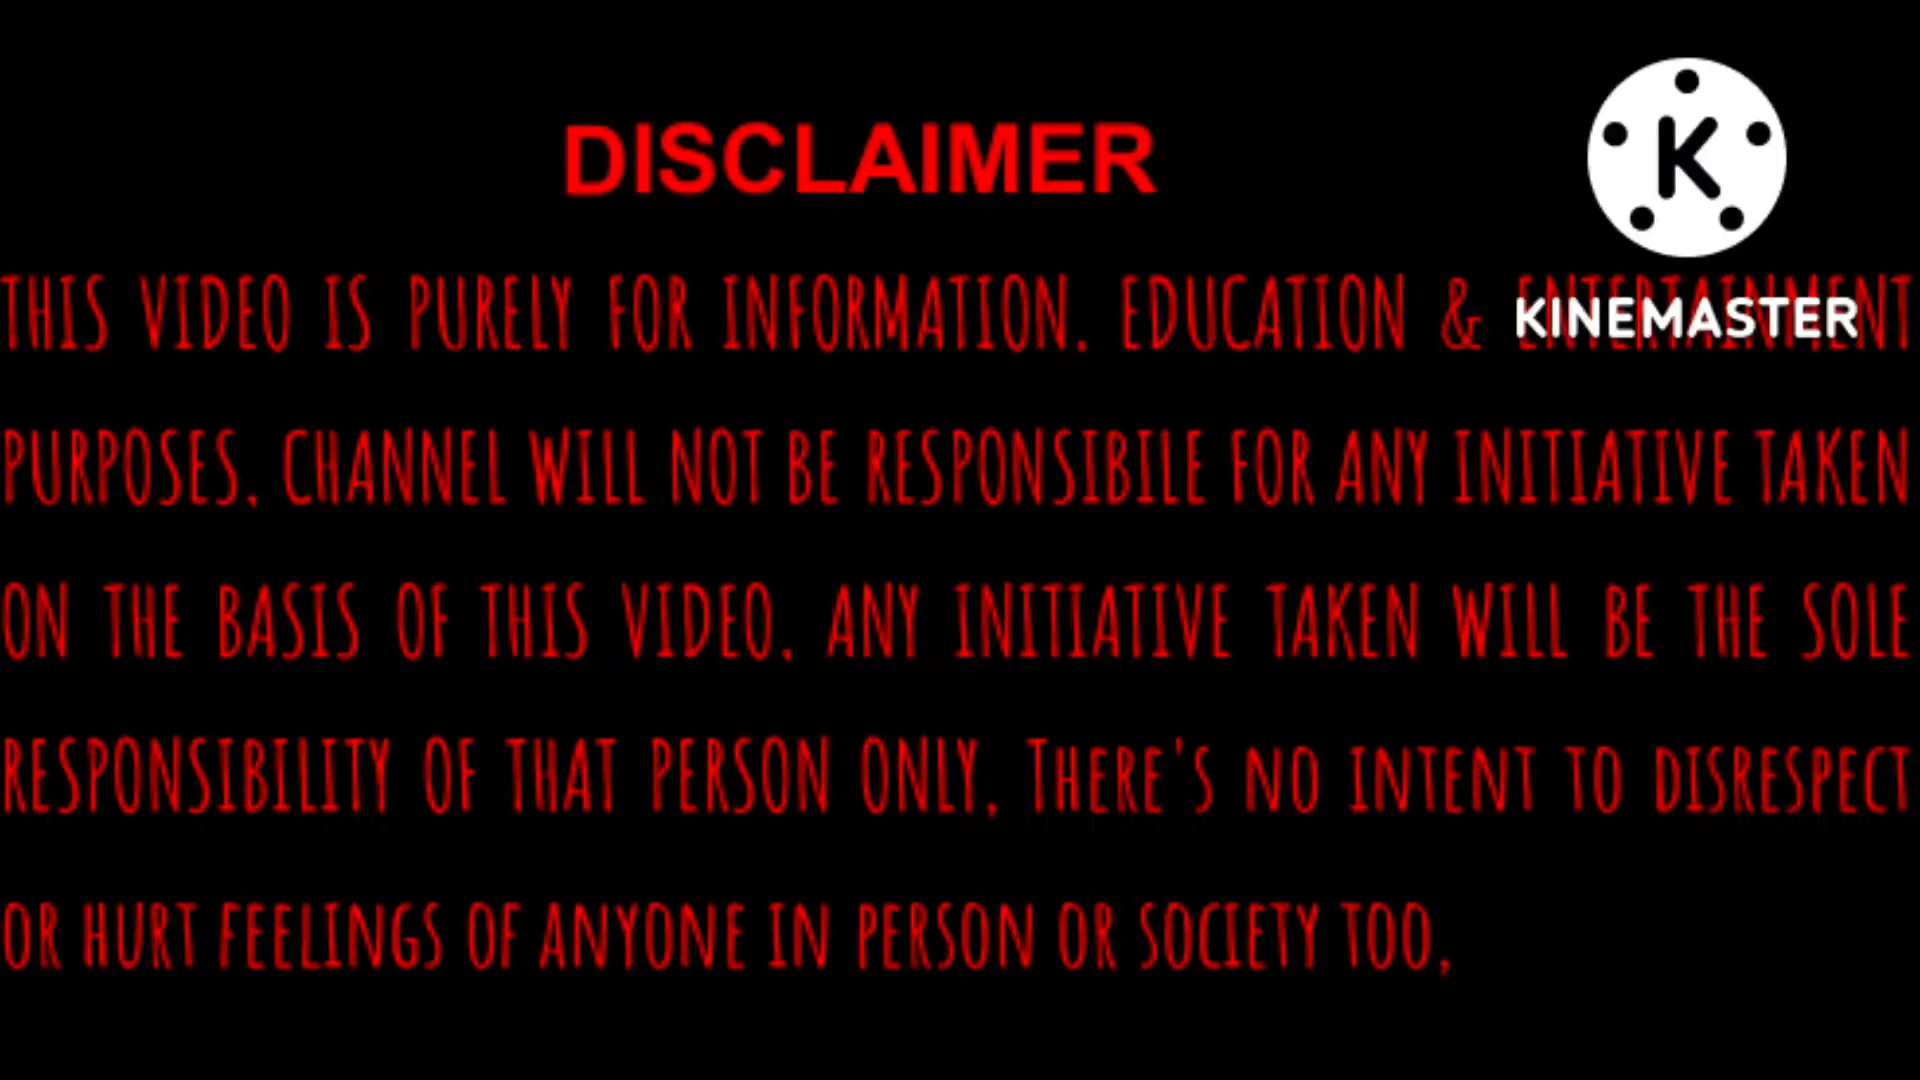 DISCLAIMER
K
THIS VIDEO IS PURELY FOR INFORMATION. EDUCATION & ENTERTAINMENT
KINEMASTER
PURPOSES. CHANNEL WILL NOT BE RESPONSIBILE FOR ANY INITIATIVE TAKEN
ON THE BASIS OF THIS VIDEO, ANY INITIATIVE TAKEN WILL BE THE SOLE
RESPONSIBILITY OF THAT PERSON ONLY, THERE'S NO INTENT TO DISRESPECT
OR HURT FEELINGS OF ANYONE IN PERSON OR SOCIETY TOO,